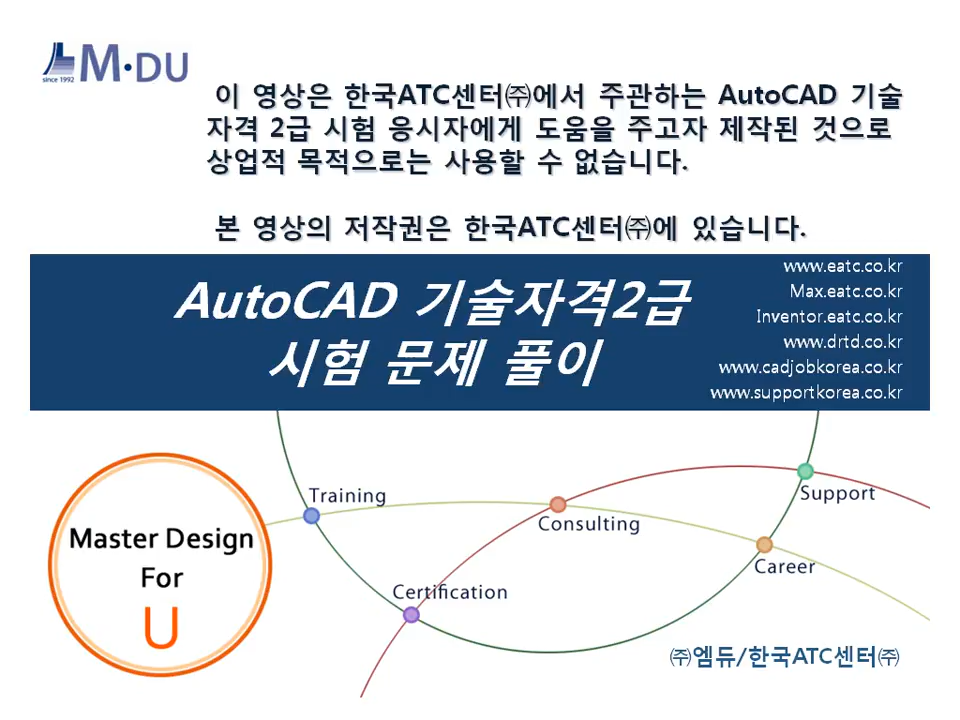 M·DU
since 1992
이 영상은 한국ATC센터㈜에서 주관하는 AutoCAD 기술
자격 2급 시험 응시자에게 도움을 주고자 제작된 것으로
상업적 목적으로는 사용할 수 없습니다.
본 영상의 저작권은 한국ATC센터㈜에 있습니다.
AutoCAD 기술자격2급
시험 문제 풀이
www.eatc.co.kr
Max.eatc.co.kr
Inventor.eatc.co.kr
www.drtd.co.kr
www.cadjobkorea.co.kr
www.supportkorea.co.kr
Training
Support
Consulting
Master Design
For
U
Career
Certification
㈜엠듀/한국ATC센터㈜